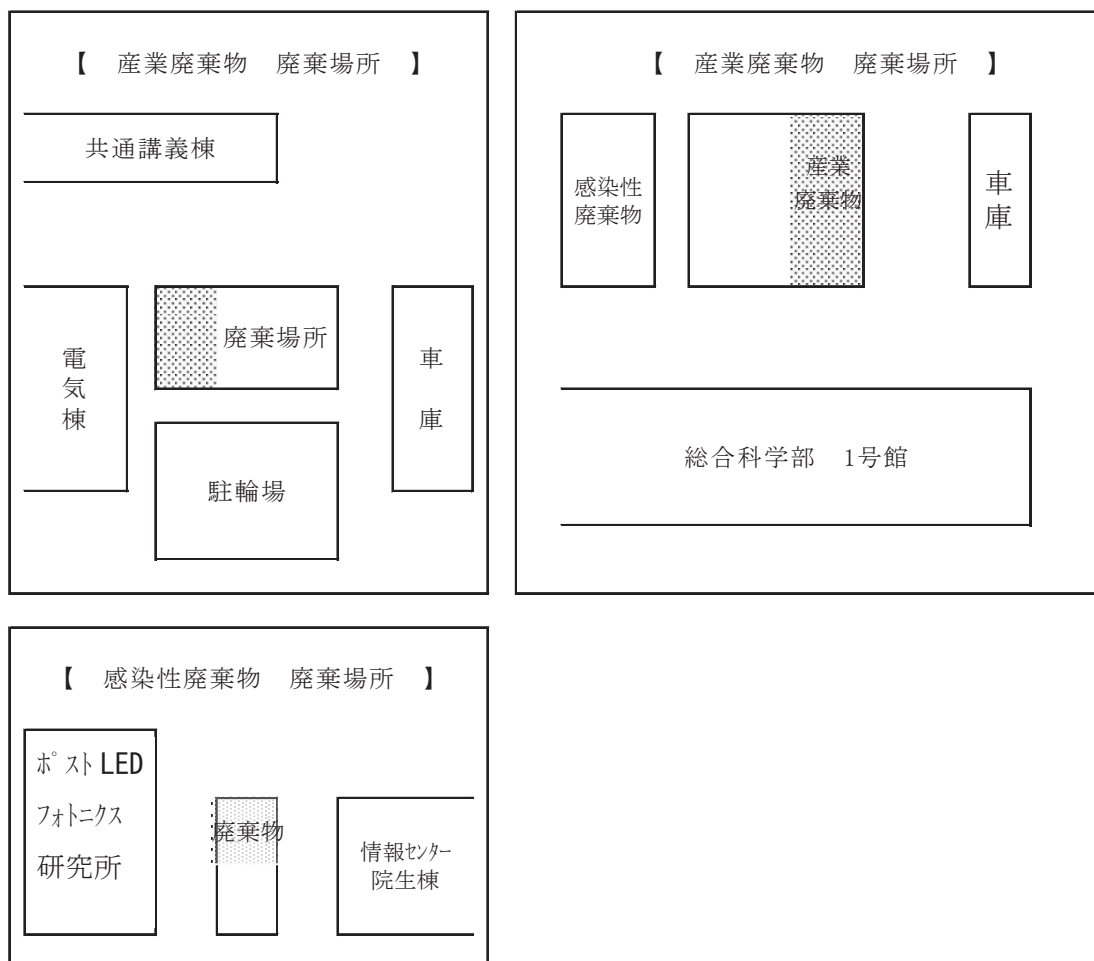 【　産業廃棄物　廃棄場所　】
共通講義棟
電気棟
廃棄場所
車庫
駐輪場
【　産業廃棄物　廃棄場所　】
感染性
廃棄物
産業
廃棄物
車庫
総合科学部　1号館
【　感染性廃棄物　廃棄場所　】
ﾎﾟｽﾄLED
ﾌｫﾄﾆｸｽ
研究所
廃棄物
情報ｾﾝﾀｰ
院生棟